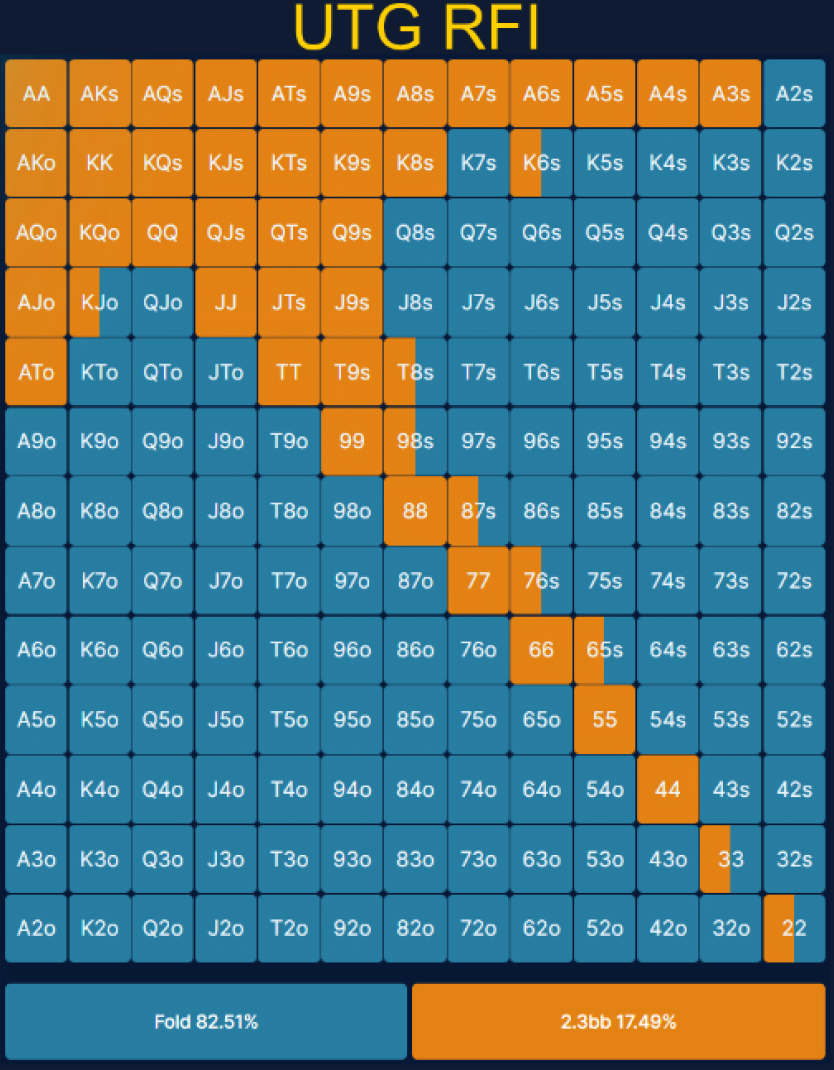 UTG RFI
AA AKs AQs AJs ATs A9s A8s A7s A6s A5s A4s A3s A2s
AKo KK KQs KJs KTs K9s K8s K7s K6s K5s K4s K3s K2s
AQo KQo QQ QJs QTs Q9s Q8s Q7s Q6s Q5s Q4s Q3s Q2s
AJo KJo QJo JJ JTs J9s J8s J7s J6s J5s J4s J3s J2s
ATo KTo QTo JTo TT T9s T8s T7s T6s T5s T4s T3s T2s
A9o K9o Q9o J9o T9o 99 98s 97s 96s 95s 94s 93s 92s
A8o K8o Q8o J8o T8o 98o 88 87s 86s 85s 84s 83s 82s
A7o K7o Q7o J7o T7o 97o 87o 77 76s 75s 74s 73s 72s
A6o K6o Q6o J6o T6o 96o 86o 76o 66 65s 64s 63s 62s
A5o K5o Q5o J5o T5o 95o 85o 75o 65o 55 54s 53s 52s
A4o K4o Q4o J4o T4o 94o 84o 74o 64o 54o 44 43s 42s
A3o K3o Q3o J3o T3o 93o 83o 73o 63o 53o 43o 33 32s
A2o K2o Q2o J2o T2o 92o 82o 72o 62o 52o 42o 32o 22
Fold 82.51% 2.3bb 17.49%